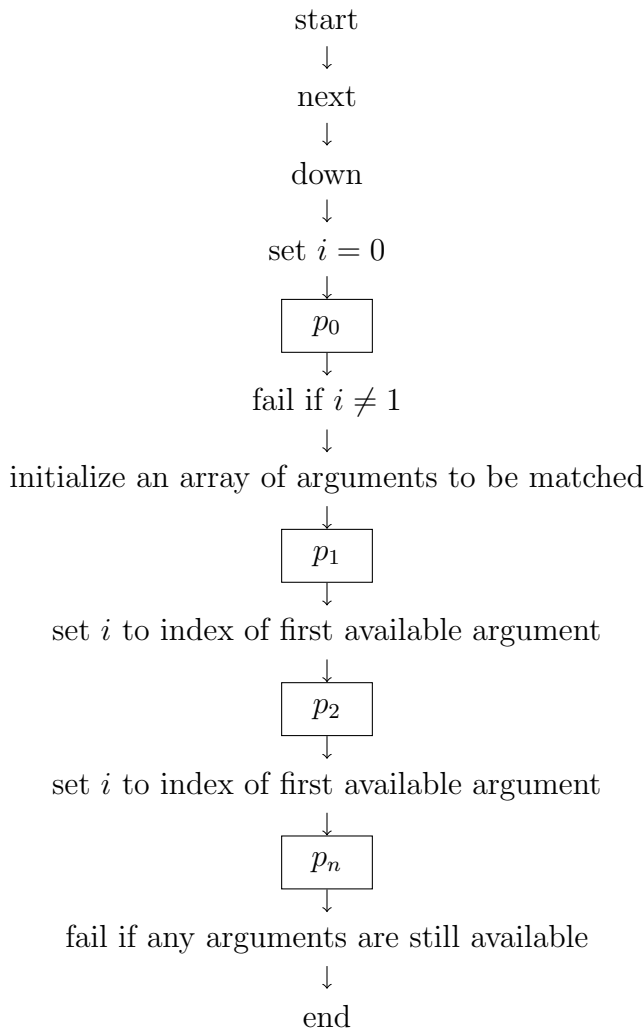 start
↓
next
↓
down
↓
set i = 0
↓
p₀
↓
fail if i ≠ 1
↓
initialize an array of arguments to be matched
↓
p₁
↓
set i to index of first available argument
↓
p₂
↓
set i to index of first available argument
↓
pₙ
↓
fail if any arguments are still available
↓
end